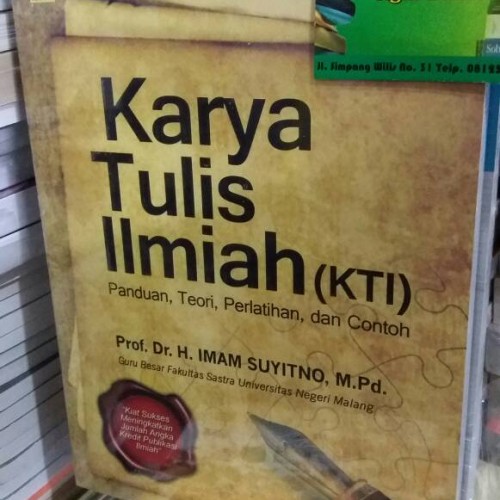 Jl. Simpang Wilis No. 51 Telp.
Karya
Tulis
Ilmiah (KTI)
Panduan, Teori, Perlatihan, dan Contoh
Prof. Dr. H. IMAM SUYITNO, M.Pd.
Guru Besar Fakultas Sastra Universitas Negeri Malang
"Kiat Sukses
Meningkatkan
Jumlah Angka
Kredit Publikasi
Ilmiah"